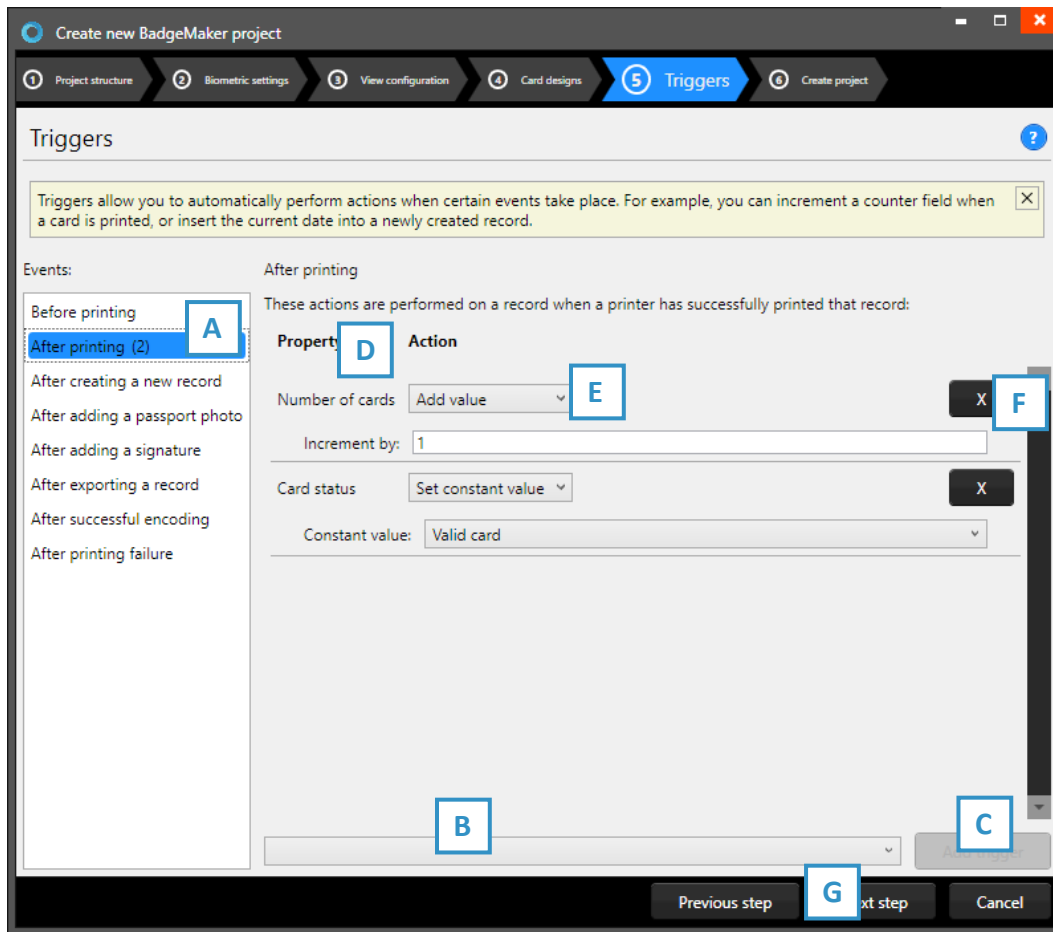 Create new BadgeMaker project
1 Project structure 2 Biometric settings 3 View configuration 4 Card designs 5 Triggers 6 Create project
Triggers
?
Triggers allow you to automatically perform actions when certain events take place. For example, you can increment a counter field when
a card is printed, or insert the current date into a newly created record.
Events:
Before printing
After printing (2)
After creating a new record
After adding a passport photo
After adding a signature
After exporting a record
After successful encoding
After printing failure
A
After printing
These actions are performed on a record when a printer has successfully printed that record:
Property D Action
Number of cards Add value E X F
Increment by: 1
Card status Set constant value X
Constant value: Valid card
B C
Add trigger
Previous step G xt step Cancel